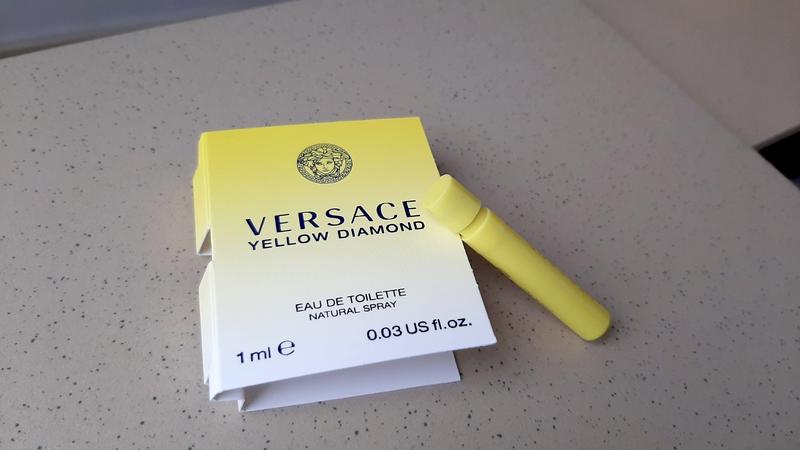 VERSACE
YELLOW DIAMOND
EAU DE TOILETTE
NATURAL SPRAY
1 ml ℮
0.03 US fl.oz.